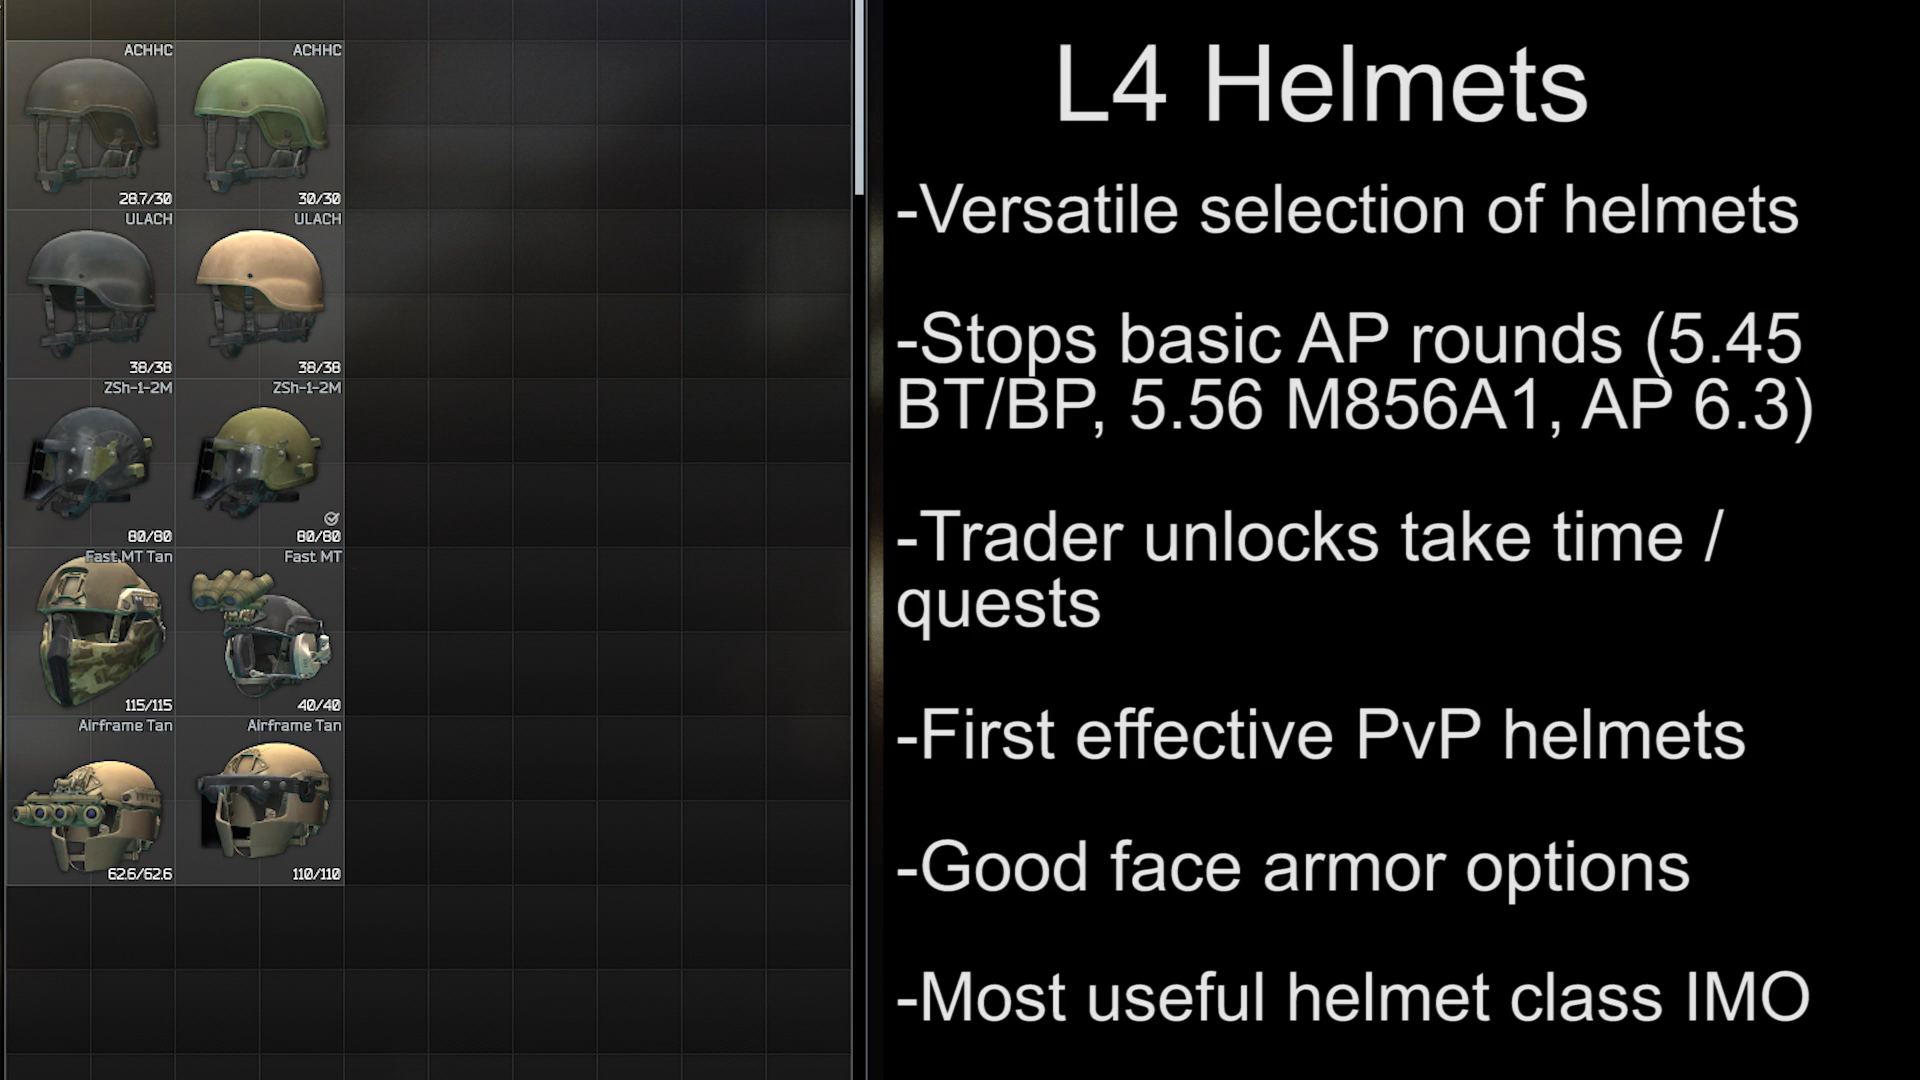 ACHHC ACHHC
28.7/30 30/30
ULACH ULACH
38/38 38/38
ZSh-1-2M ZSh-1-2M
80/80 80/80
Fast MT Tan Fast MT
115/115 40/40
Airframe Tan Airframe Tan
62.6/62.6 110/110
L4 Helmets
-Versatile selection of helmets
-Stops basic AP rounds (5.45
BT/BP, 5.56 M856A1, AP 6.3)
-Trader unlocks take time /
quests
-First effective PvP helmets
-Good face armor options
-Most useful helmet class IMO